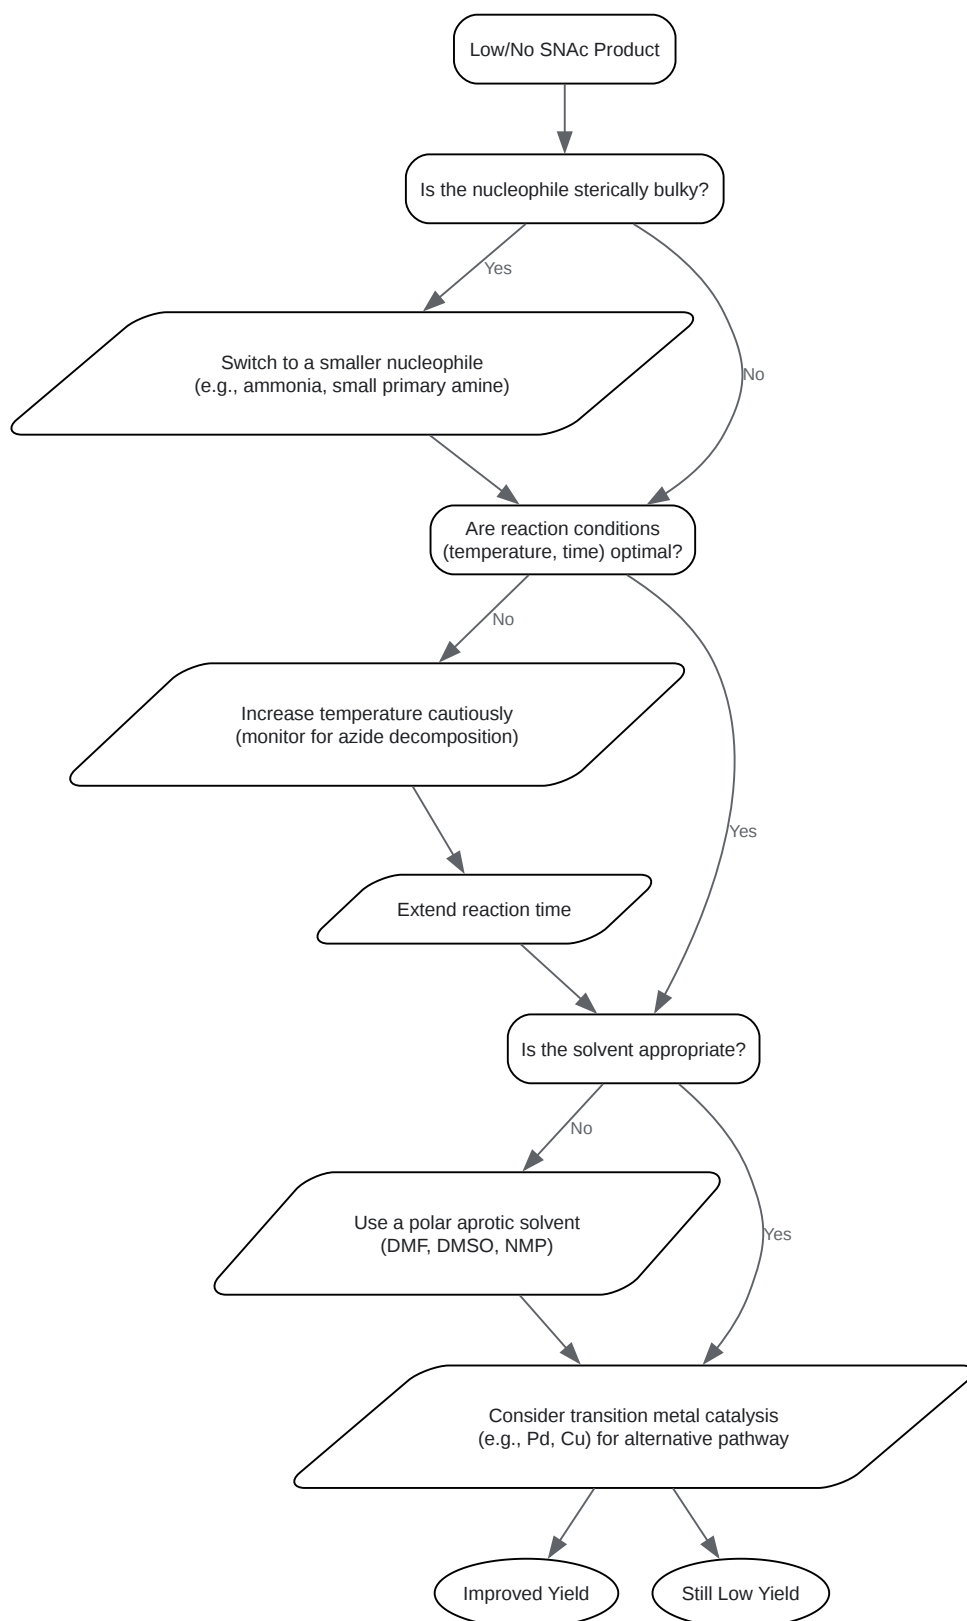 Low/No SNAc Product
Is the nucleophile sterically bulky?
Yes
Switch to a smaller nucleophile
(e.g., ammonia, small primary amine)
No
Are reaction conditions
(temperature, time) optimal?
No
Increase temperature cautiously
(monitor for azide decomposition)
Yes
Extend reaction time
Is the solvent appropriate?
No
Use a polar aprotic solvent
(DMF, DMSO, NMP)
Yes
Consider transition metal catalysis
(e.g., Pd, Cu) for alternative pathway
Improved Yield
Still Low Yield